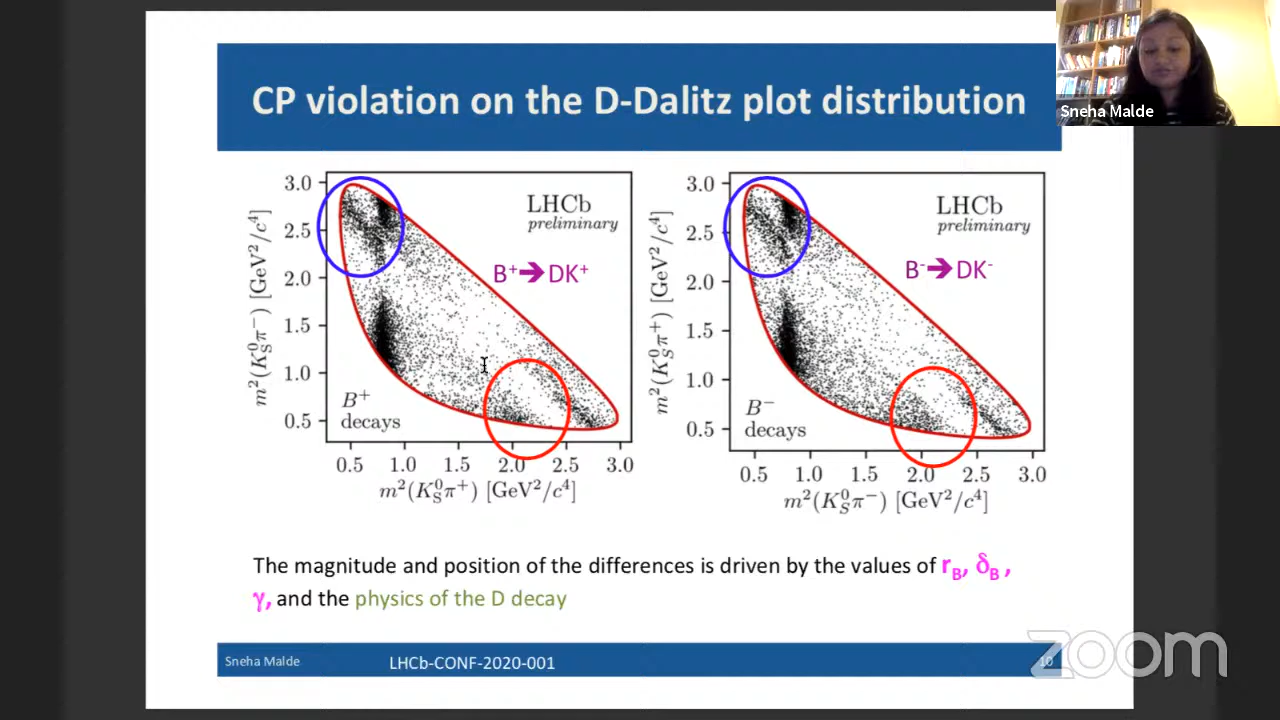 CP violation on the D-Dalitz plot distribution
Sneha Malde
3.0
2.5
2.0
1.5
1.0
0.5
m²(K⁰_Sπ⁻) [GeV²/c⁴]
LHCb
preliminary
B⁺➔DK⁺
B⁺
decays
0.5 1.0 1.5 2.0 2.5 3.0
m²(K⁰_Sπ⁺) [GeV²/c⁴]
3.0
2.5
2.0
1.5
1.0
0.5
m²(K⁰_Sπ⁺) [GeV²/c⁴]
LHCb
preliminary
B⁻➔DK⁻
B⁻
decays
0.5 1.0 1.5 2.0 2.5 3.0
m²(K⁰_Sπ⁻) [GeV²/c⁴]
The magnitude and position of the differences is driven by the values of r_B, δ_B ,
γ, and the physics of the D decay
Sneha Malde LHCb-CONF-2020-001 10
zoom